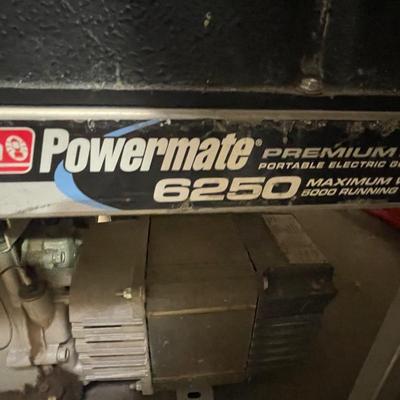 Powermate® PREMIUM
PORTABLE ELECTRIC
6250 MAXIMUM
5000 RUNNING